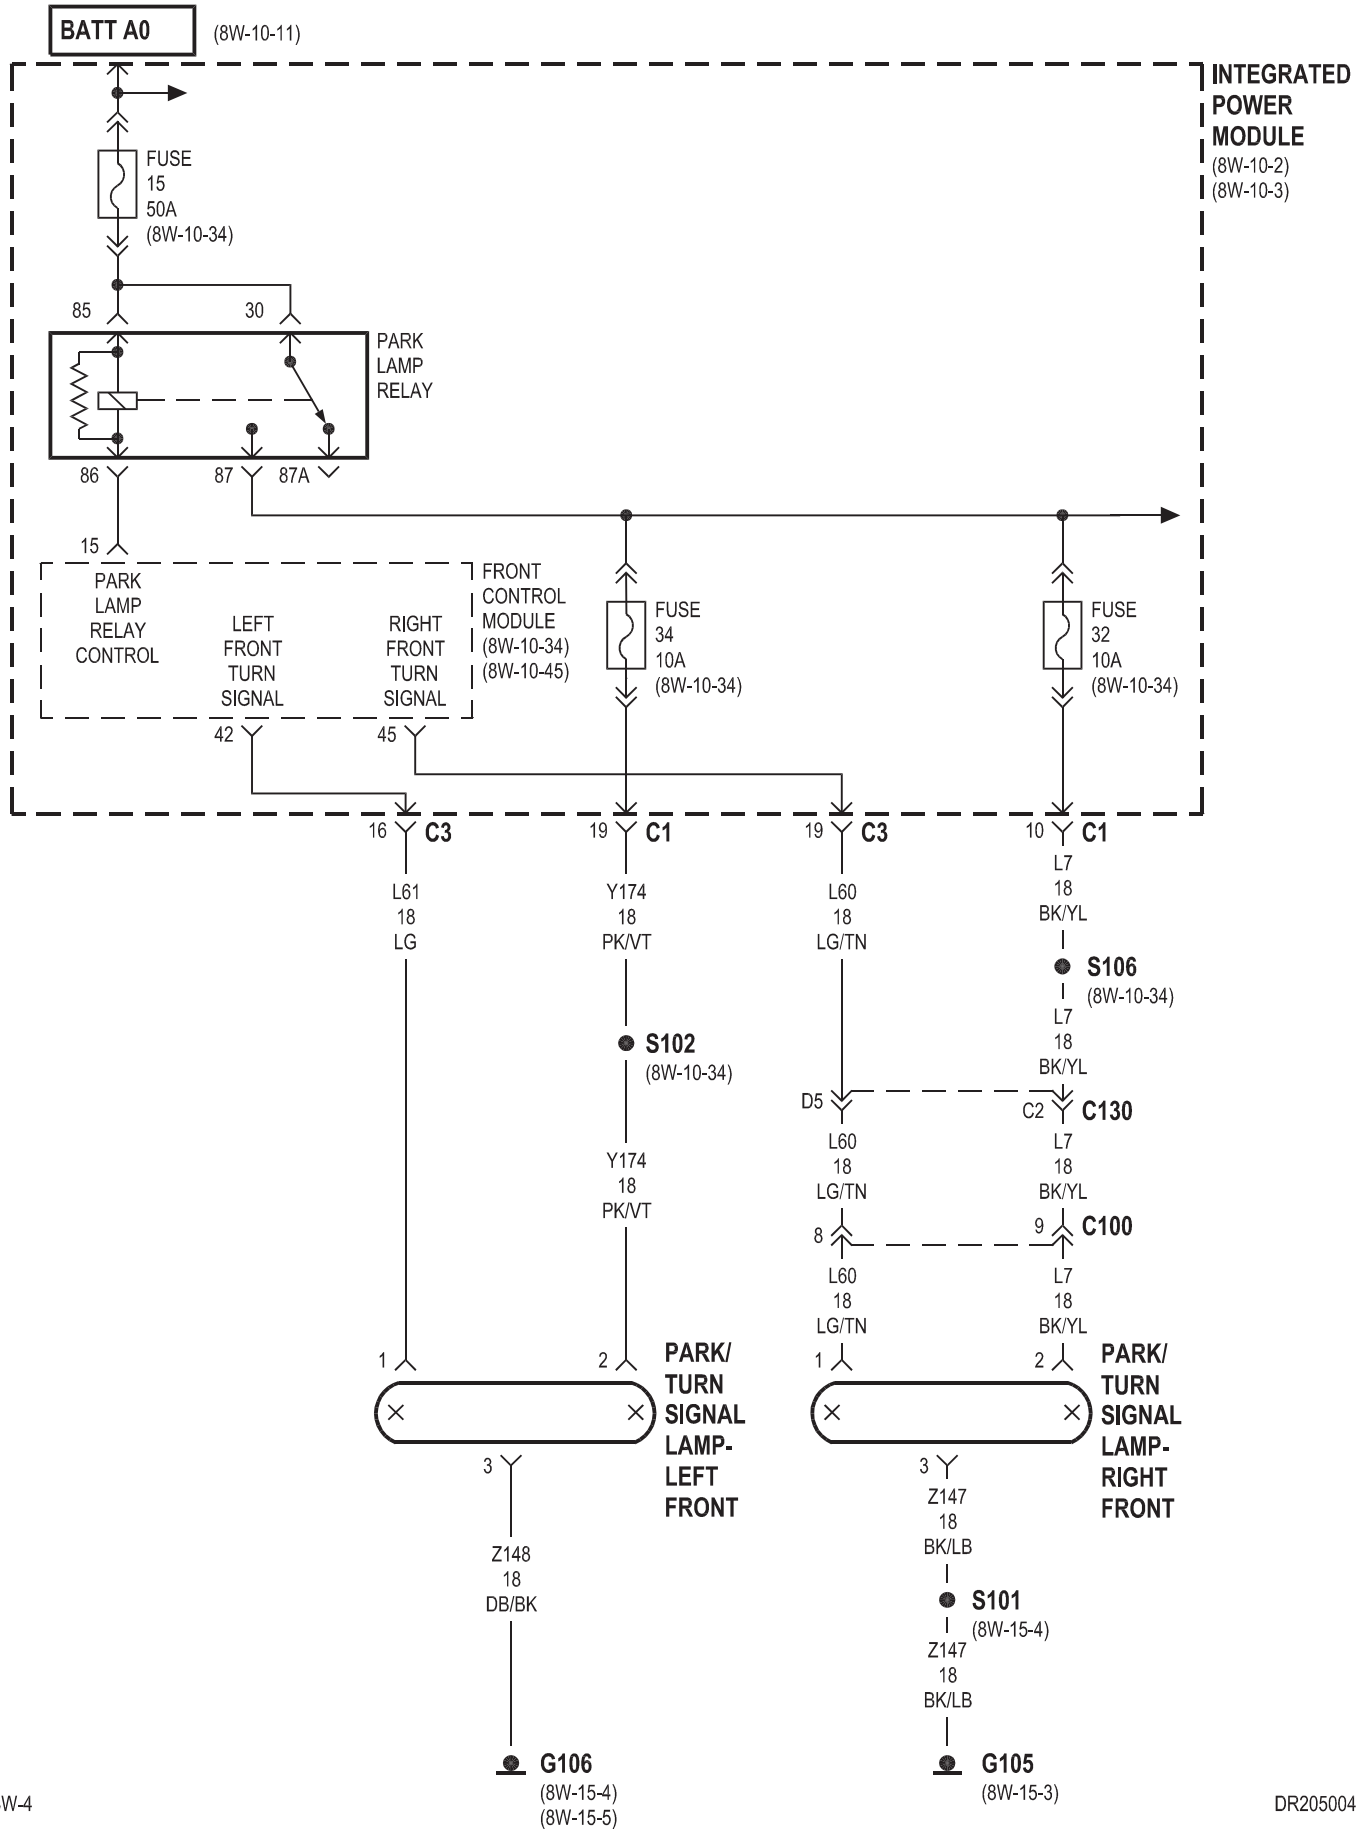 BATT A0
(8W-10-11)
INTEGRATED
POWER
MODULE
(8W-10-2)
(8W-10-3)
FUSE
15
50A
(8W-10-34)
85
30
PARK
LAMP
RELAY
86
87
87A
15
PARK
LAMP
RELAY
CONTROL
LEFT
FRONT
TURN
SIGNAL
RIGHT
FRONT
TURN
SIGNAL
FRONT
CONTROL
MODULE
(8W-10-34)
(8W-10-45)
FUSE
34
10A
(8W-10-34)
FUSE
32
10A
(8W-10-34)
42
45
16
C3
19
C1
19
C3
10
C1
L61
18
LG
Y174
18
PK/VT
L60
18
LG/TN
L7
18
BK/YL
S106
(8W-10-34)
S102
(8W-10-34)
L7
18
BK/YL
D5
C2
C130
Y174
18
PK/VT
L60
18
LG/TN
L7
18
BK/YL
8
9
C100
L60
18
LG/TN
L7
18
BK/YL
1
2
PARK/
TURN
SIGNAL
LAMP-
LEFT
FRONT
1
2
PARK/
TURN
SIGNAL
LAMP-
RIGHT
FRONT
3
3
Z148
18
DB/BK
Z147
18
BK/LB
S101
(8W-15-4)
Z147
18
BK/LB
G106
(8W-15-4)
(8W-15-5)
G105
(8W-15-3)
W-4
DR205004